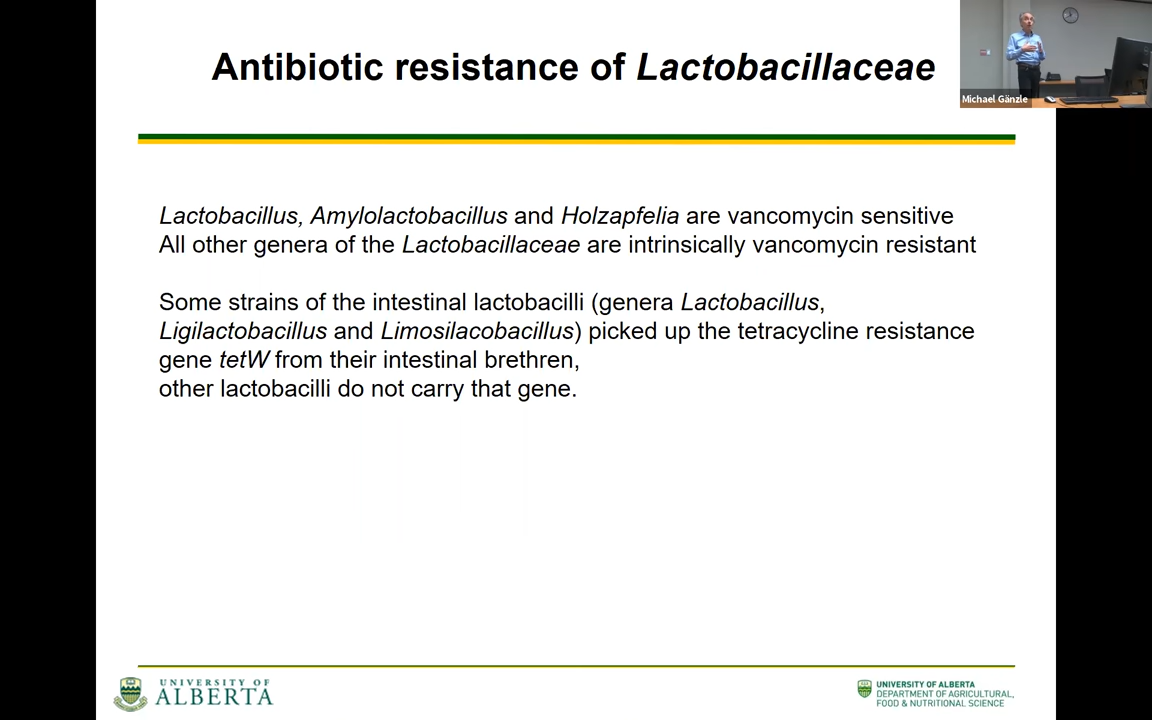 Antibiotic resistance of Lactobacillaceae
Michael Gänzle
Lactobacillus, Amylolactobacillus and Holzapfelia are vancomycin sensitive
All other genera of the Lactobacillaceae are intrinsically vancomycin resistant
Some strains of the intestinal lactobacilli (genera Lactobacillus,
Ligilactobacillus and Limosilacobacillus) picked up the tetracycline resistance
gene tetW from their intestinal brethren,
other lactobacilli do not carry that gene.
UNIVERSITY OF
ALBERTA
UNIVERSITY OF ALBERTA
DEPARTMENT OF AGRICULTURAL,
FOOD & NUTRITIONAL SCIENCE